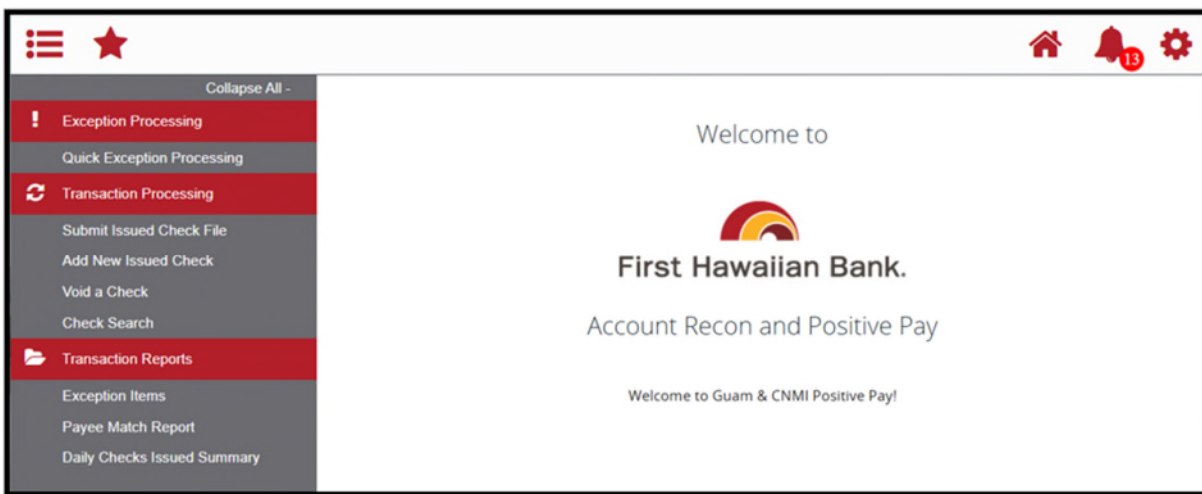 13
Collapse All -
! Exception Processing
Quick Exception Processing
Transaction Processing
Submit Issued Check File
Add New Issued Check
Void a Check
Check Search
Transaction Reports
Exception Items
Payee Match Report
Daily Checks Issued Summary
Welcome to
First Hawaiian Bank.
Account Recon and Positive Pay
Welcome to Guam & CNMI Positive Pay!